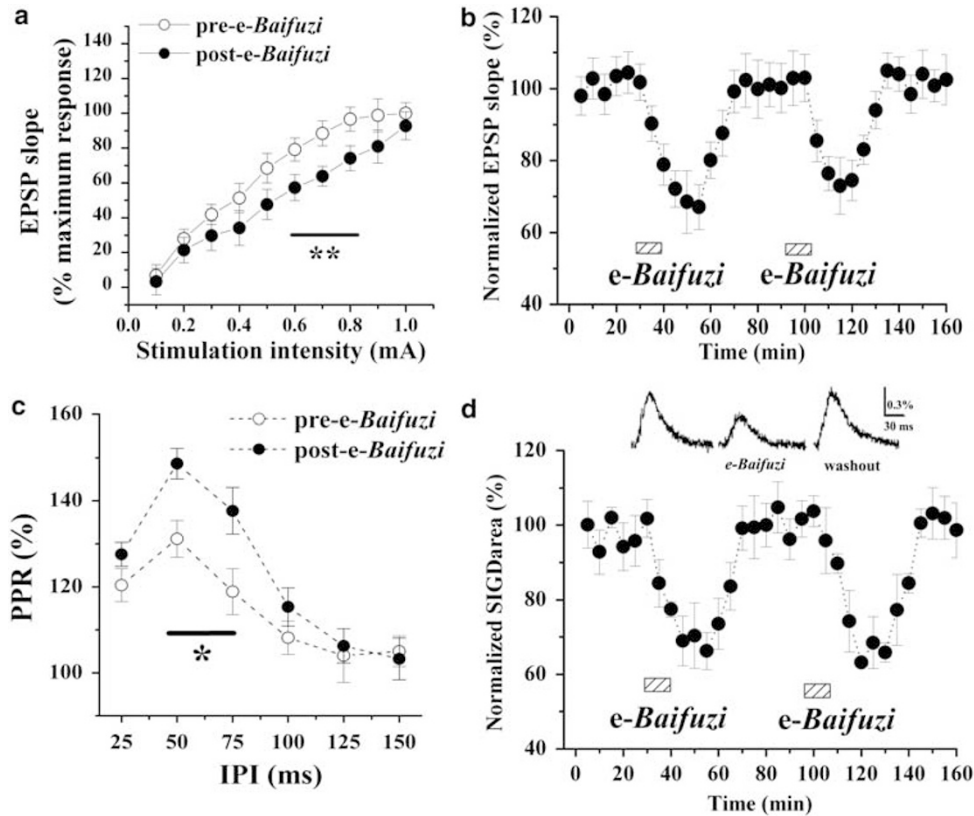 a
pre-e-Baifuzi
post-e-Baifuzi
140
120
100
80
60
40
20
0
EPSP slope
(% maximum response)
**
0.0 0.2 0.4 0.6 0.8 1.0
Stimulation intensity (mA)
b
120
100
80
60
40
Normalized EPSP slope (%)
e-Baifuzi e-Baifuzi
0 20 40 60 80 100 120 140 160
Time (min)
c
pre-e-Baifuzi
post-e-Baifuzi
160
140
120
100
PPR (%)
*
25 50 75 100 125 150
IPI (ms)
d
0.3%
30 ms
e-Baifuzi washout
120
100
80
60
40
Normalized SIGDarea (%)
e-Baifuzi e-Baifuzi
0 20 40 60 80 100 120 140 160
Time (min)